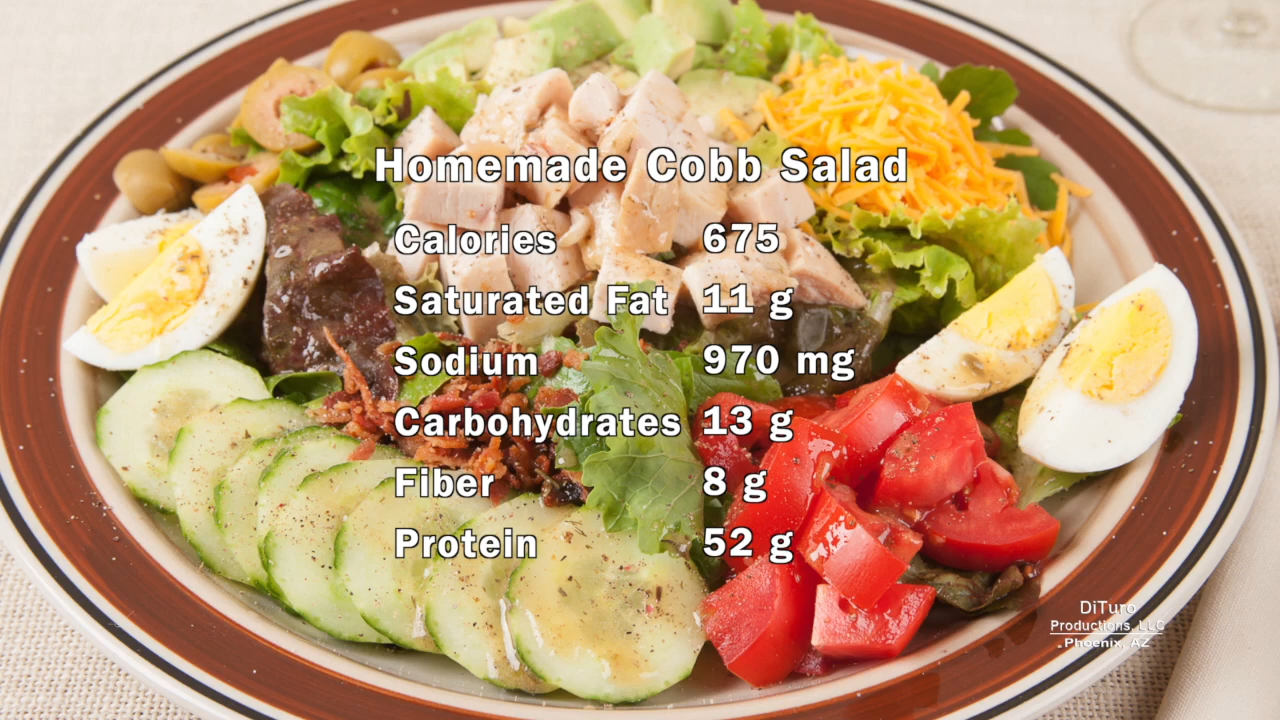 Homemade Cobb Salad
Calories 675
Saturated Fat 11 g
Sodium 970 mg
Carbohydrates 13 g
Fiber 8 g
Protein 52 g
DiTuro
Productions, LLC
Phoenix, AZ